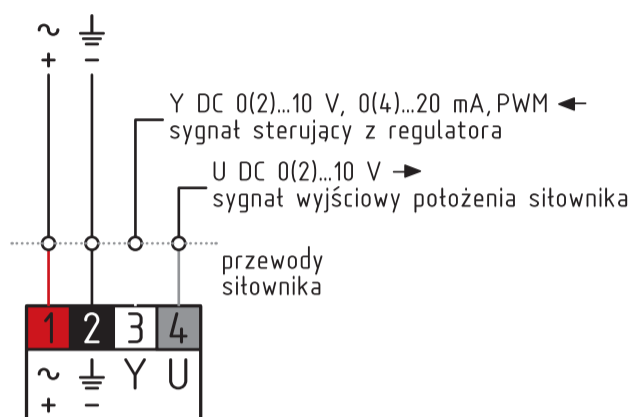 ~ ⏚
+ −
Y DC 0(2)...10 V, 0(4)...20 mA, PWM ←
sygnał sterujący z regulatora
U DC 0(2)...10 V →
sygnał wyjściowy położenia siłownika
przewody
siłownika
1 2 3 4
~ ⏚ Y U
+ −